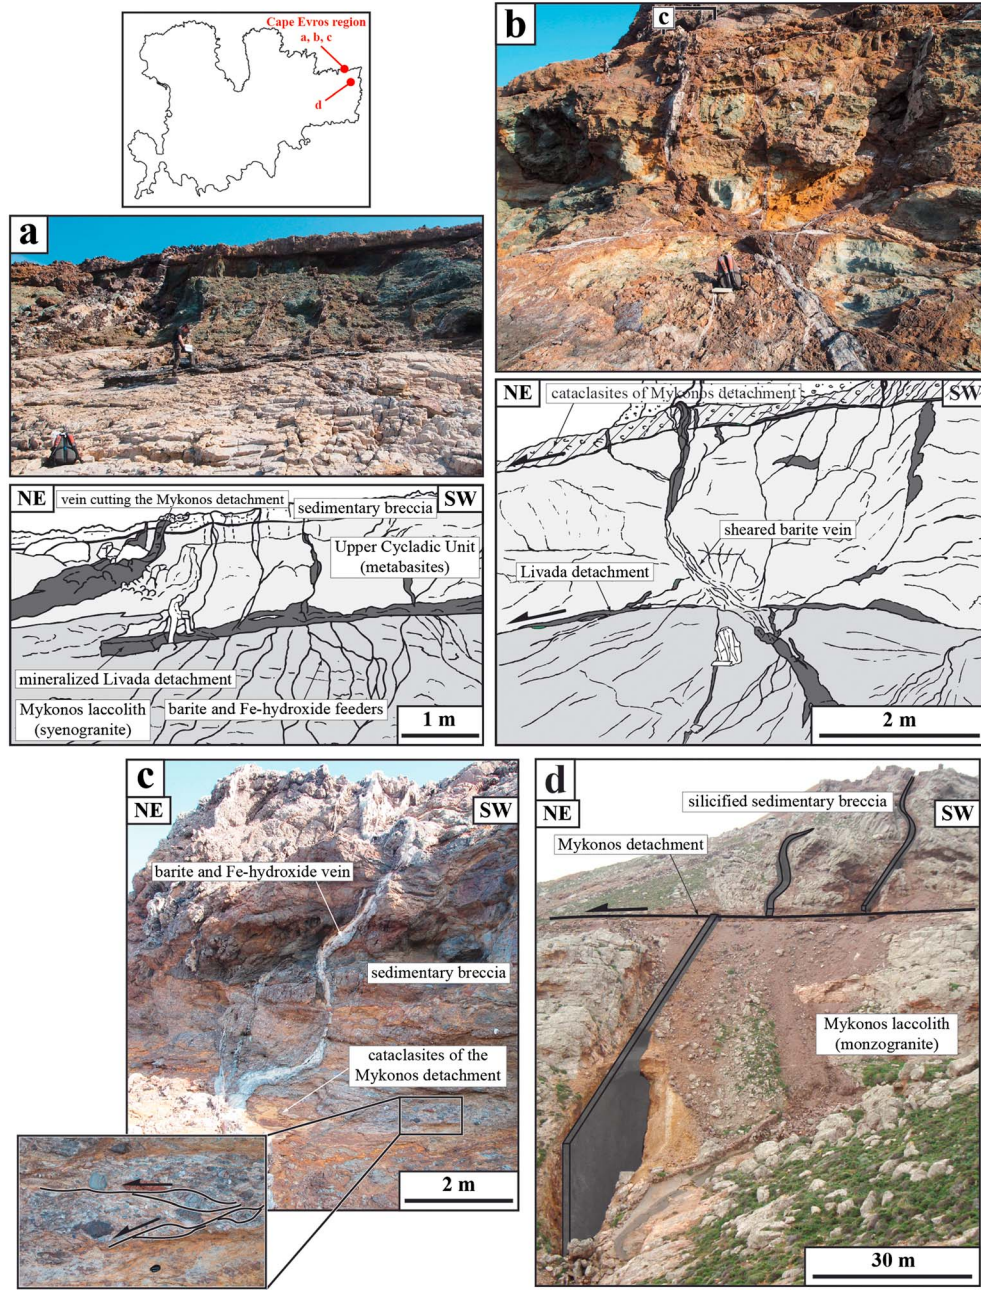 Cape Evros region
a, b, c
d
a
NE
SW
vein cutting the Mykonos detachment
sedimentary breccia
Upper Cycladic Unit
(metabasites)
mineralized Livada detachment
Mykonos laccolith
(syenogranite)
barite and Fe-hydroxide feeders
1 m
b
c
NE
SW
cataclasites of Mykonos detachment
sheared barite vein
Livada detachment
2 m
c
NE
SW
barite and Fe-hydroxide vein
sedimentary breccia
cataclasites of the
Mykonos detachment
2 m
d
NE
SW
silicified sedimentary breccia
Mykonos detachment
Mykonos laccolith
(monzogranite)
30 m